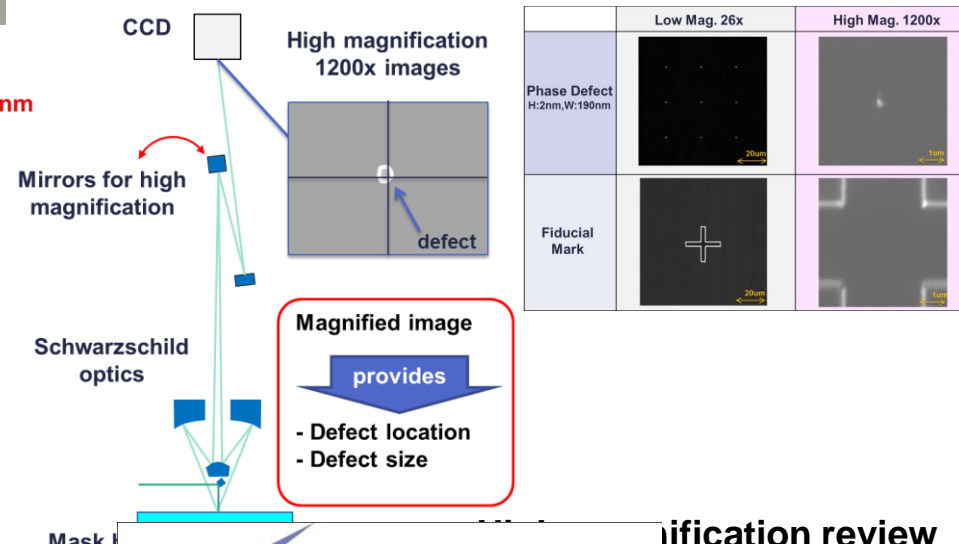 CCD
High magnification
1200x images
nm
Mirrors for high
magnification
defect
Schwarzschild
optics
Magnified image
provides
- Defect location
- Defect size
Mask
Low Mag. 26x
High Mag. 1200x
Phase Defect
H:2nm,W:190nm
20um
1um
Fiducial
Mark
20um
1um
review